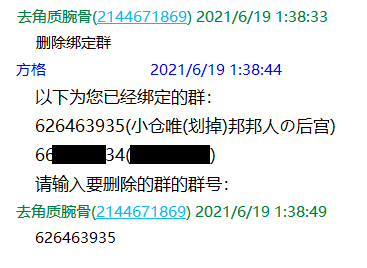 去角质腕骨(2144671869) 2021/6/19 1:38:33
删除绑定群
方格 2021/6/19 1:38:44
以下为您已经绑定的群：
626463935(小仓唯(划掉)邦邦人の后宫)
66 34( )
请输入要删除的群的群号：
去角质腕骨(2144671869) 2021/6/19 1:38:49
626463935